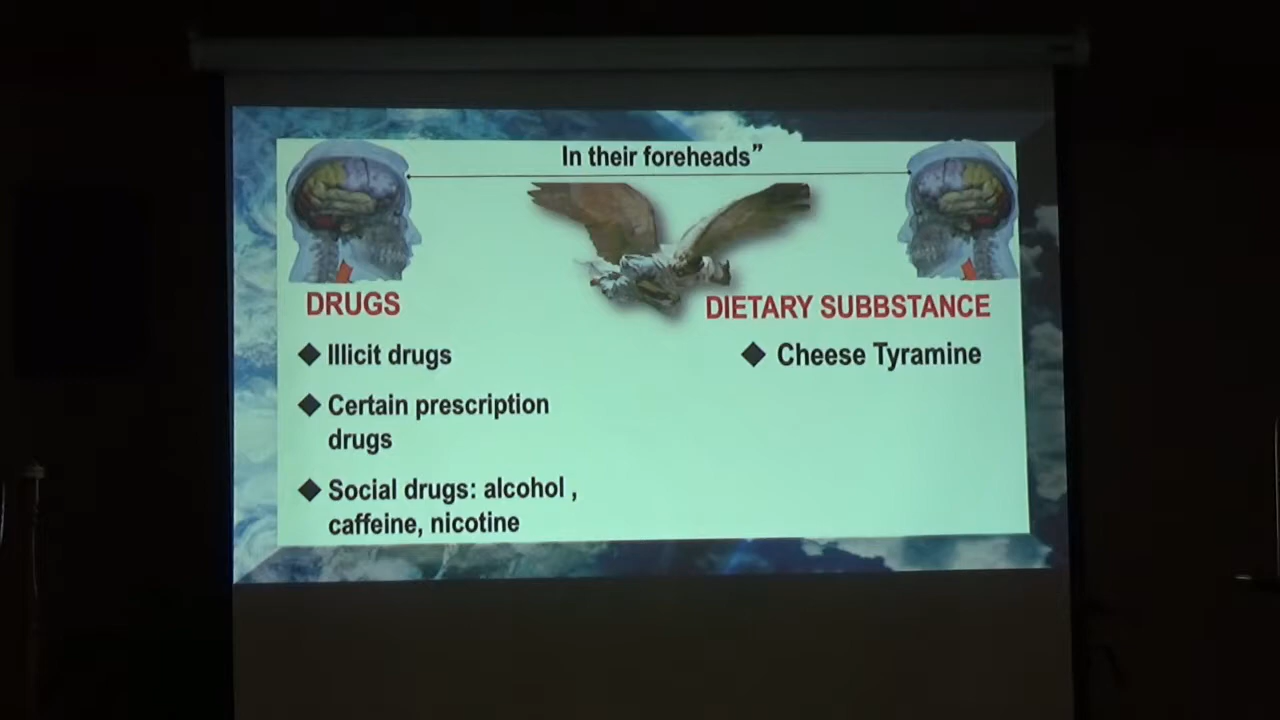 In their foreheads”
DRUGS
◆ Illicit drugs
◆ Certain prescription
drugs
◆ Social drugs: alcohol ,
caffeine, nicotine
DIETARY SUBBSTANCE
◆ Cheese Tyramine